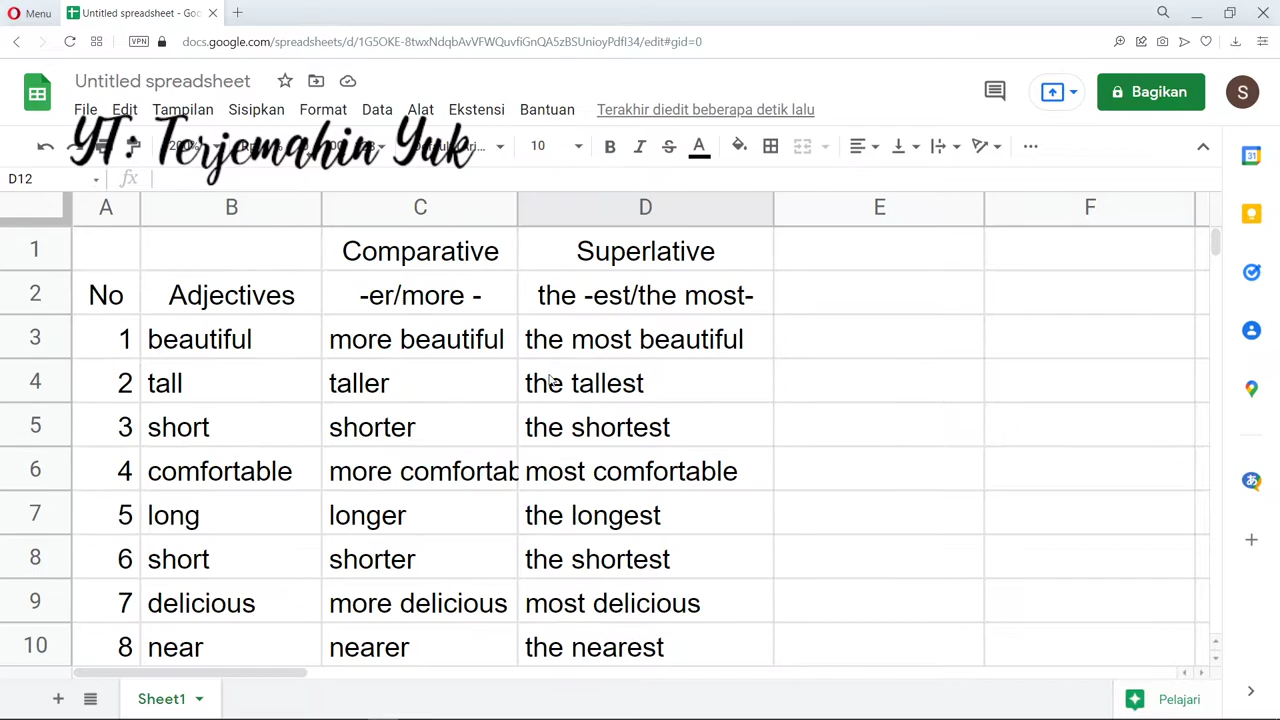 Menu
Untitled spreadsheet - Goo
VPN
docs.google.com/spreadsheets/d/1G5OKE-8twxNdqbAvVFWQuvfiGnQA5zBSUnioyPdfI34/edit#gid=0
Untitled spreadsheet
File Edit Tampilan Sisipkan Format Data Alat Ekstensi Bantuan Terakhir diedit beberapa detik lalu
Bagikan
S
YT: Terjemahin Yuk
10 B I S A
D12 fx
31
A B C D E F
1 Comparative Superlative
2 No Adjectives -er/more - the -est/the most-
3 1 beautiful more beautiful the most beautiful
4 2 tall taller the tallest
5 3 short shorter the shortest
6 4 comfortable more comfortab most comfortable
7 5 long longer the longest
8 6 short shorter the shortest
9 7 delicious more delicious most delicious
10 8 near nearer the nearest
Sheet1
Pelajari